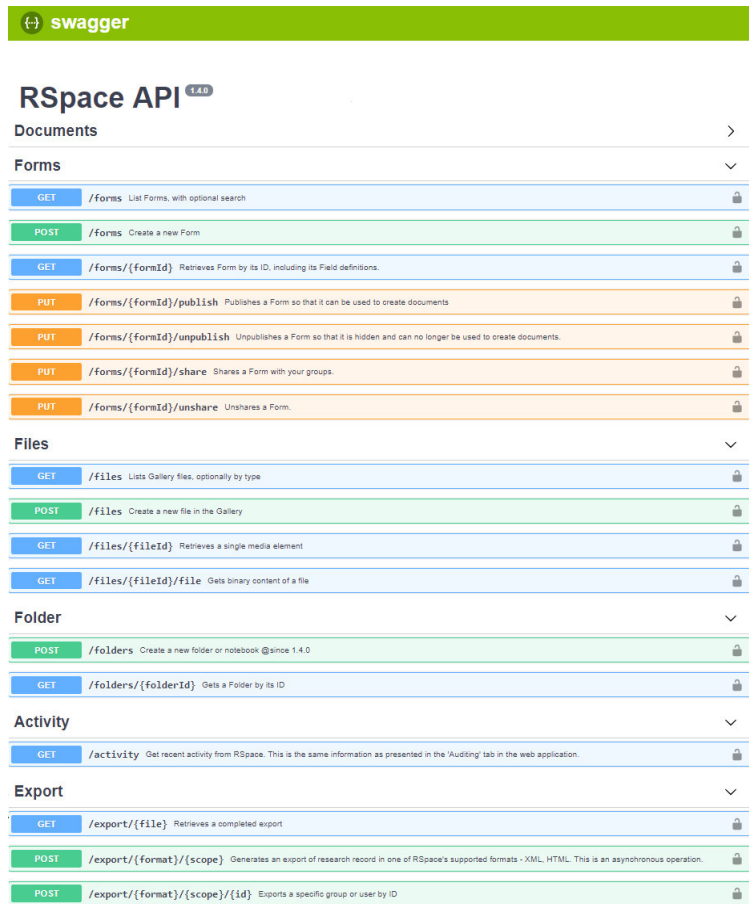 swagger
RSpace API 1.4.0
Documents
Forms
GET /forms List Forms, with optional search
POST /forms Create a new Form
GET /forms/{formId} Retrieves Form by its ID, including its Field definitions.
PUT /forms/{formId}/publish Publishes a Form so that it can be used to create documents
PUT /forms/{formId}/unpublish Unpublishes a Form so that it is hidden and can no longer be used to create documents.
PUT /forms/{formId}/share Shares a Form with your groups.
PUT /forms/{formId}/unshare Unshares a Form.
Files
GET /files Lists Gallery files, optionally by type
POST /files Create a new file in the Gallery
GET /files/{fileId} Retrieves a single media element
GET /files/{fileId}/file Gets binary content of a file
Folder
POST /folders Create a new folder or notebook @since 1.4.0
GET /folders/{folderId} Gets a Folder by its ID
Activity
GET /activity Get recent activity from RSpace. This is the same information as presented in the 'Auditing' tab in the web application.
Export
GET /export/{file} Retrieves a completed export
POST /export/{format}/{scope} Generates an export of research record in one of RSpace's supported formats - XML, HTML. This is an asynchronous operation.
POST /export/{format}/{scope}/{id} Exports a specific group or user by ID